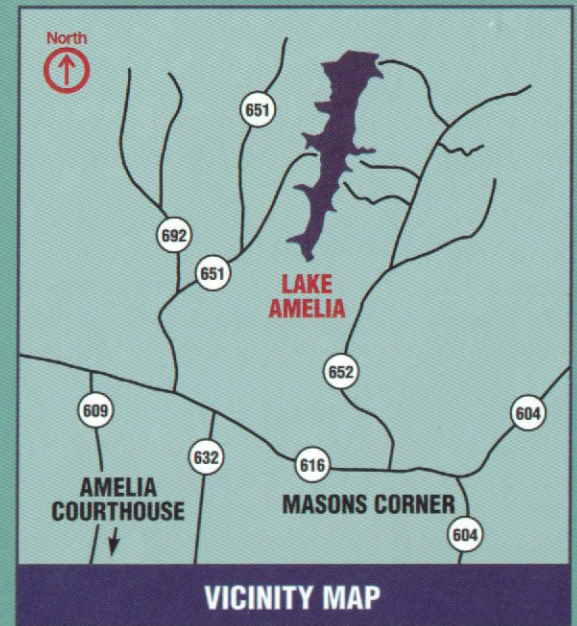 North
651
692
651
LAKE
AMELIA
652
609
604
632
616
AMELIA
COURTHOUSE
MASONS CORNER
604
VICINITY MAP